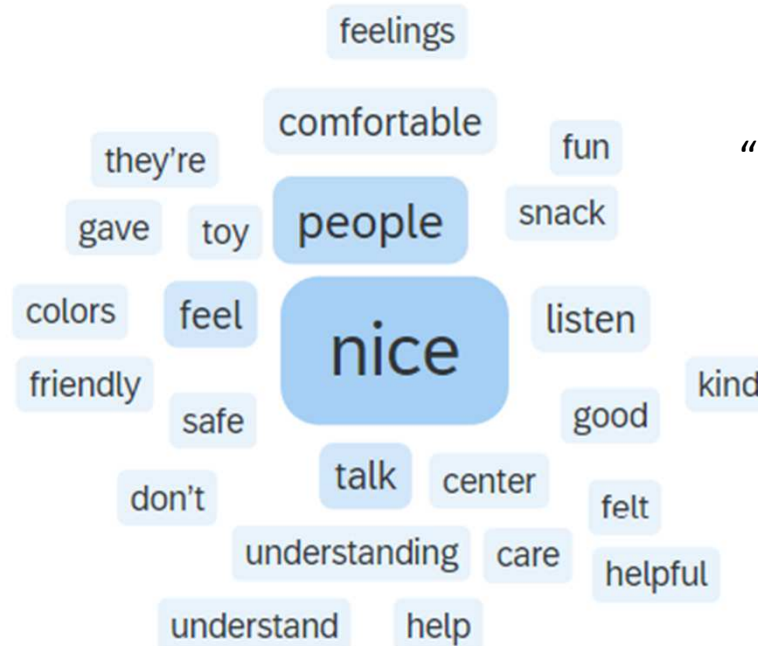 feelings
comfortable
they're
fun
“
gave
toy
people
snack
colors
feel
nice
listen
friendly
kind
safe
good
talk
center
don't
felt
understanding
care
helpful
understand
help